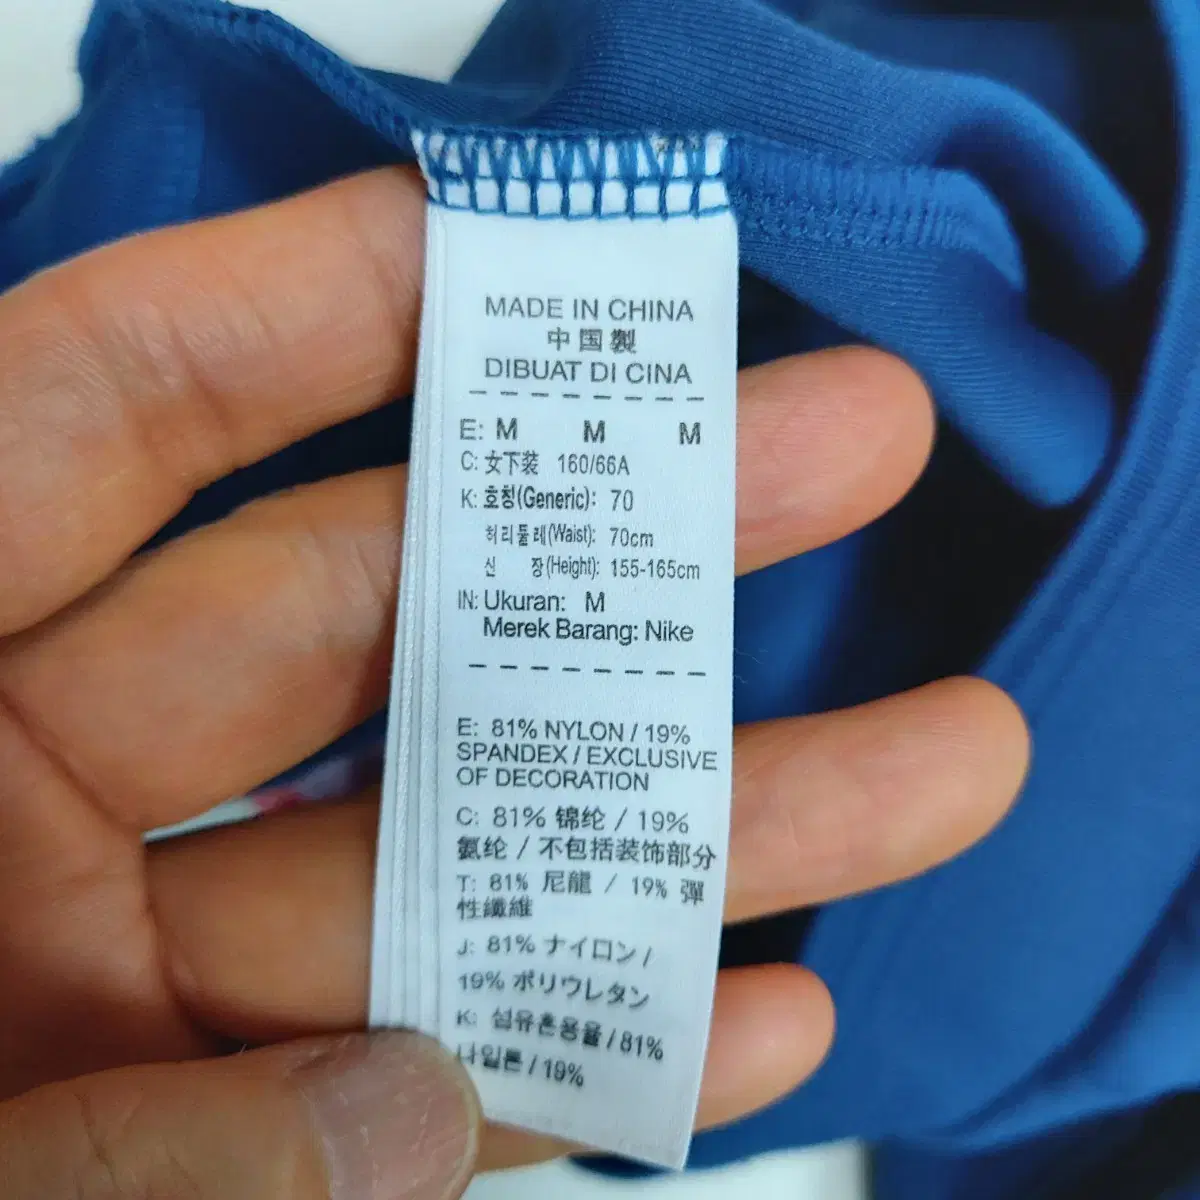 MADE IN CHINA
中国製
DIBUAT DI CINA
E: M M M
C: 女下装 160/66A
K: 호칭(Generic): 70
허리둘레(Waist): 70cm
신 장(Height): 155-165cm
IN: Ukuran: M
Merek Barang: Nike
E: 81% NYLON / 19%
SPANDEX / EXCLUSIVE
OF DECORATION
C: 81% 锦纶 / 19%
氨纶 / 不包括装饰部分
T: 81% 尼龍 / 19% 彈
性纖維
J: 81% ナイロン /
19% ポリウレタン
K: 섬유혼용율 / 81%
나일론 / 19%